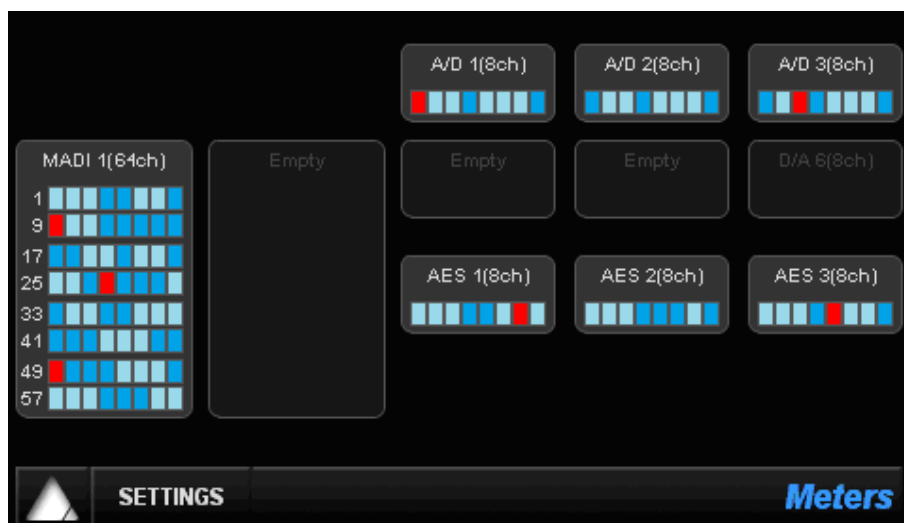 A/D 1(8ch)
A/D 2(8ch)
A/D 3(8ch)
MADI 1(64ch)
Empty
Empty
Empty
D/A 6(8ch)
1
9
17
25
33
41
49
57
AES 1(8ch)
AES 2(8ch)
AES 3(8ch)
SETTINGS
Meters